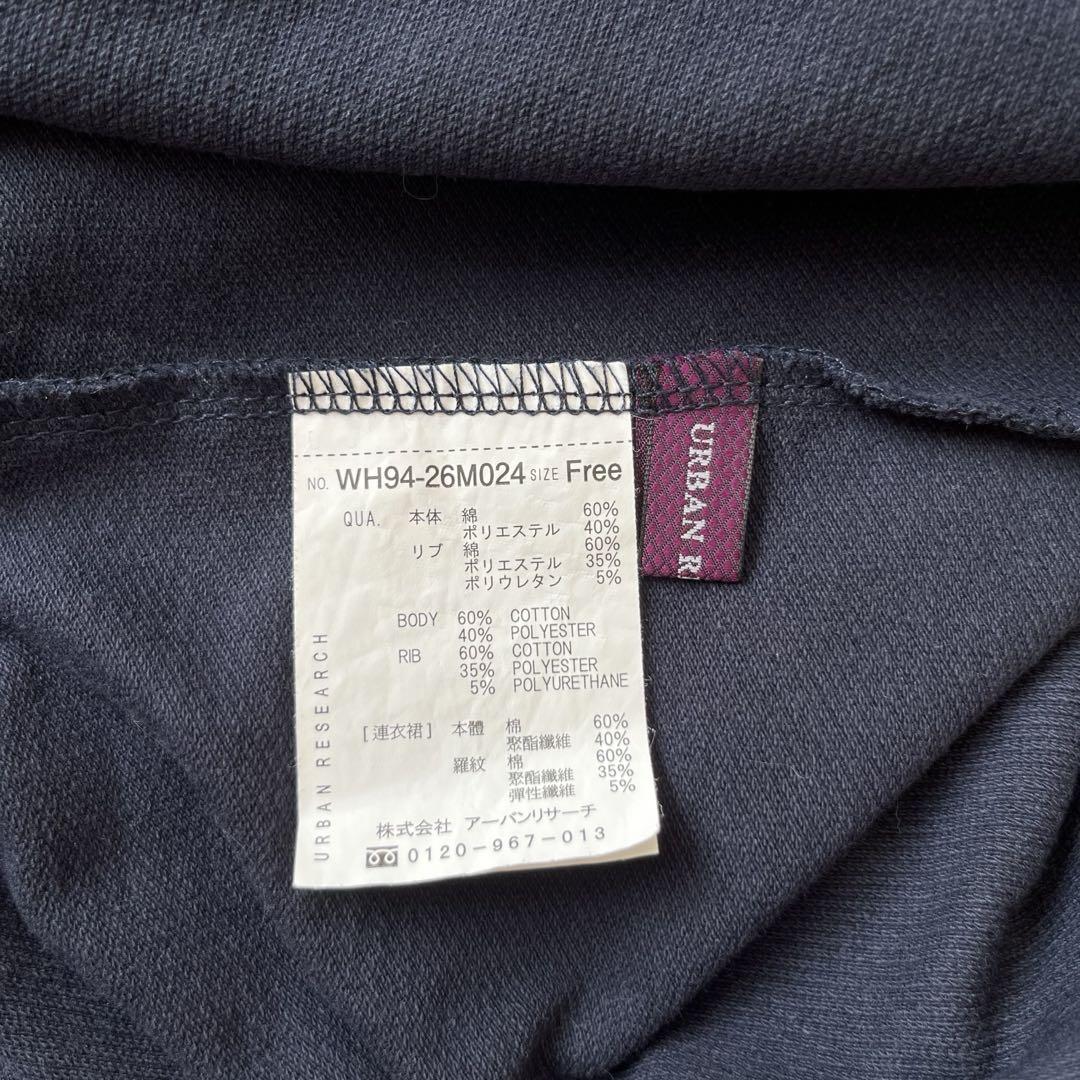 NO. WH94-26M024 SIZE Free
QUA. 本体 綿 60%
ポリエステル 40%
リブ 綿 60%
ポリエステル 35%
ポリウレタン 5%
BODY 60% COTTON
40% POLYESTER
RIB 60% COTTON
35% POLYESTER
5% POLYURETHANE
[連衣裙] 本體 棉 60%
聚酯纖維 40%
羅紋 棉 60%
聚酯纖維 35%
彈性纖維 5%
株式会社 アーバンリサーチ
0120-967-013
URBAN RESEARCH
URBAN R